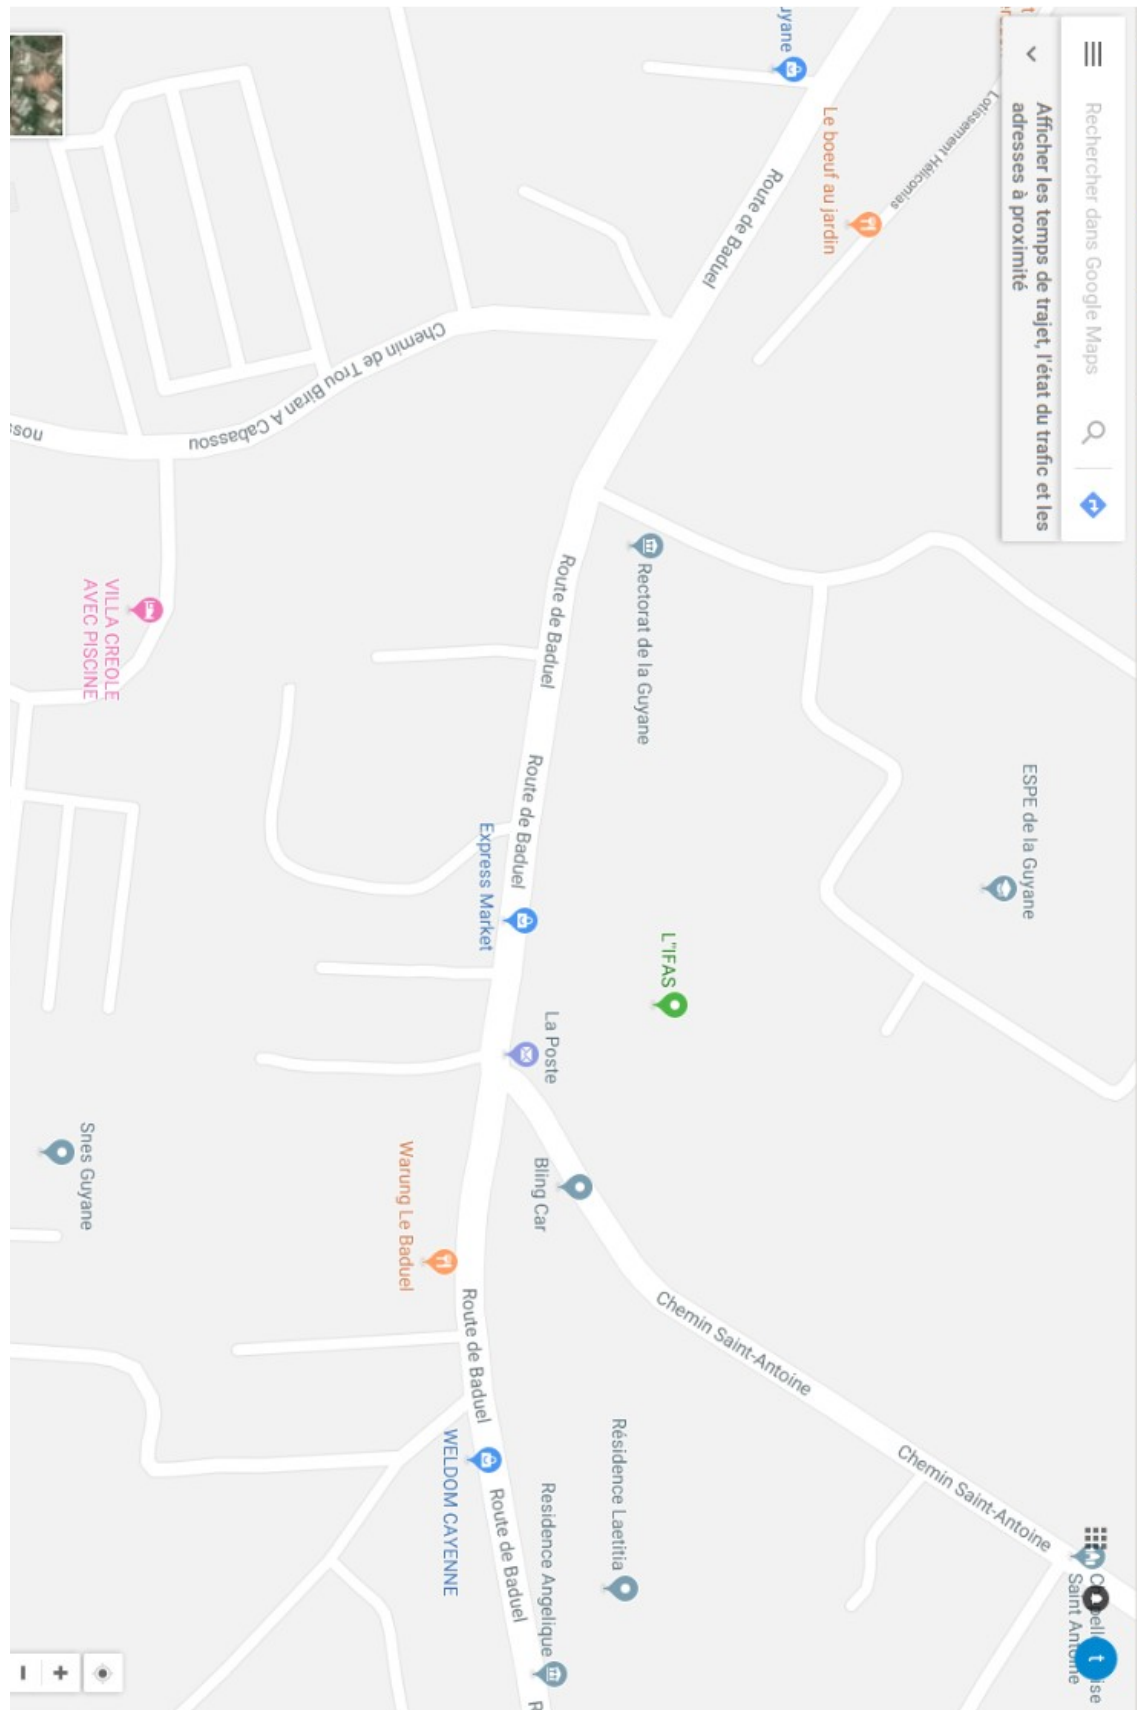 Rechercher dans Google Maps
Afficher les temps de trajet, l'état du trafic et les
adresses à proximité
Lotissement Héliconias
Le boeuf au jardin
Route de Baduel
Chemin de Trou Biran A Cabassou
Rectorat de la Guyane
Route de Baduel
VILLA CREOLE
AVEC PISCINE
ESPE de la Guyane
Route de Baduel
Express Market
L"IFAS
La Poste
Snes Guyane
Warung Le Baduel
Bling Car
Chemin Saint-Antoine
Route de Baduel
WELDOM CAYENNE
Résidence Laetitia
Chemin Saint-Antoine
Route de Baduel
Residence Angelique
Saint Antoine
t